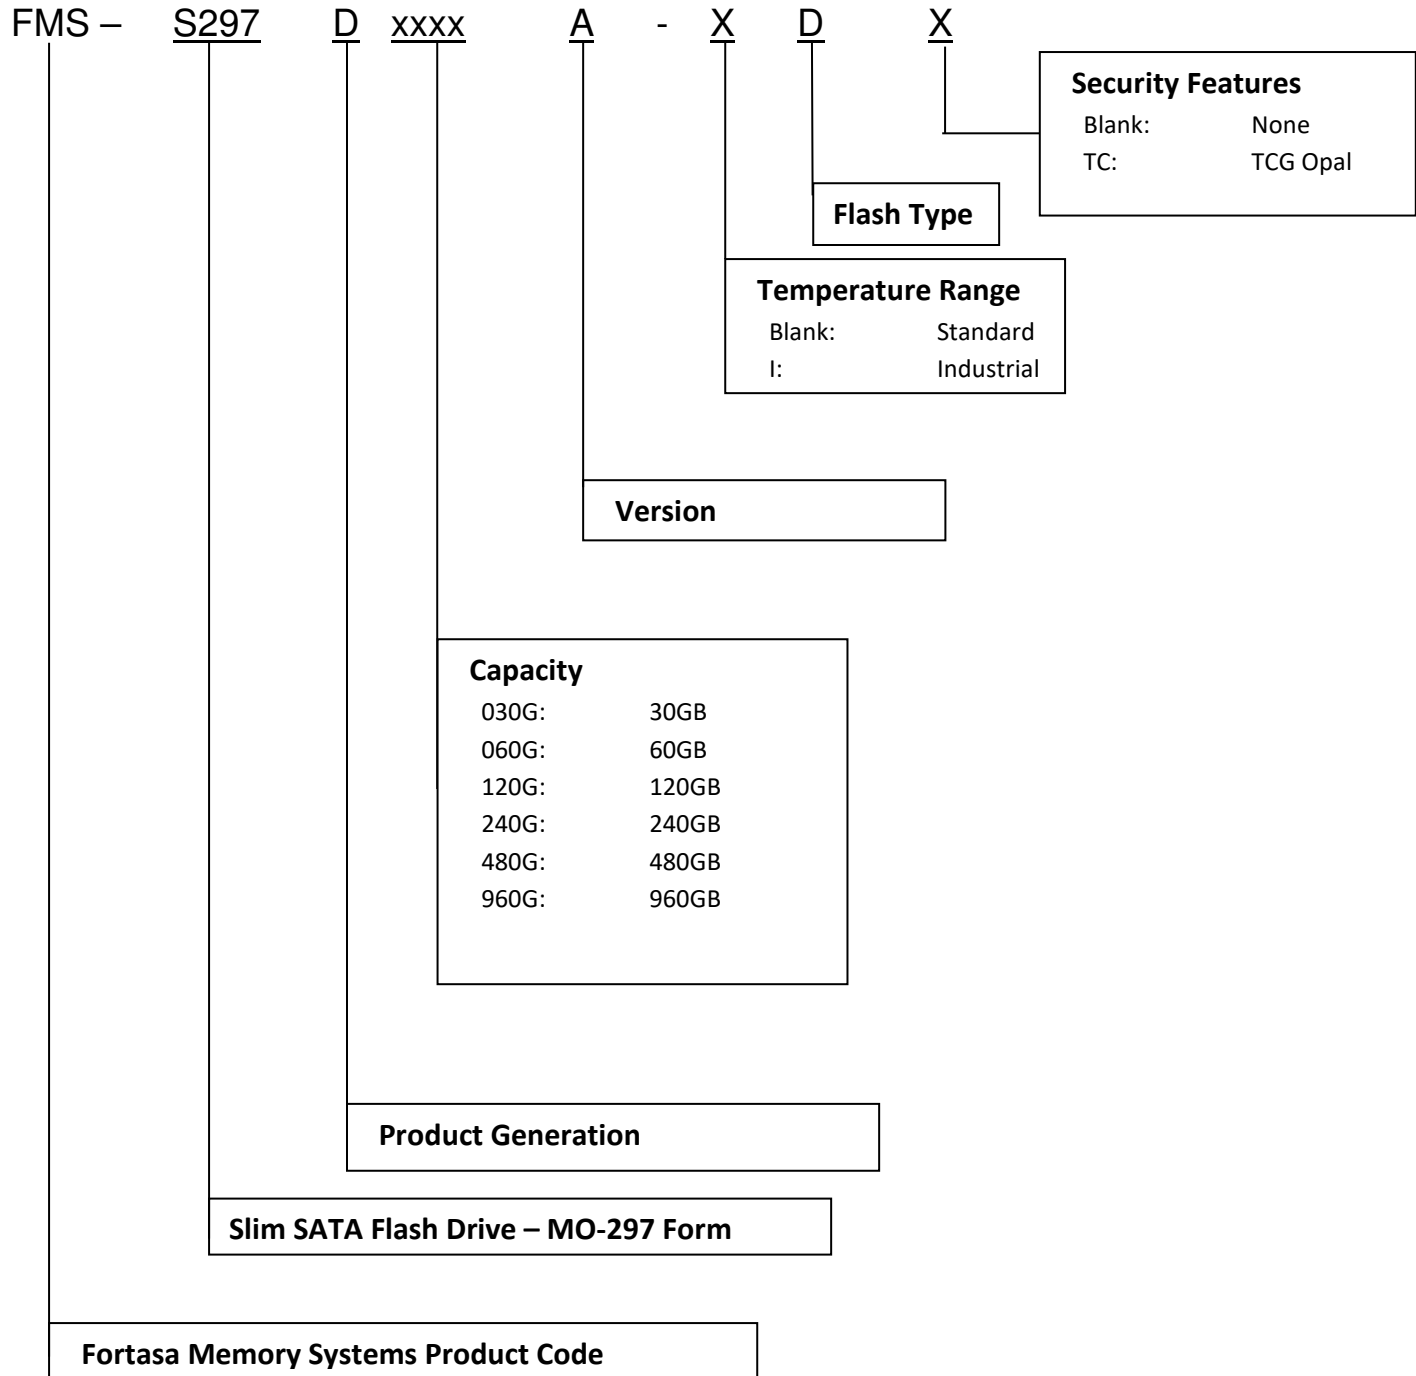 FMS – S297 D xxxx A - X D X
Security Features
Blank: None
TC: TCG Opal
Flash Type
Temperature Range
Blank: Standard
I: Industrial
Version
Capacity
030G: 30GB
060G: 60GB
120G: 120GB
240G: 240GB
480G: 480GB
960G: 960GB
Product Generation
Slim SATA Flash Drive – MO-297 Form
Fortasa Memory Systems Product Code